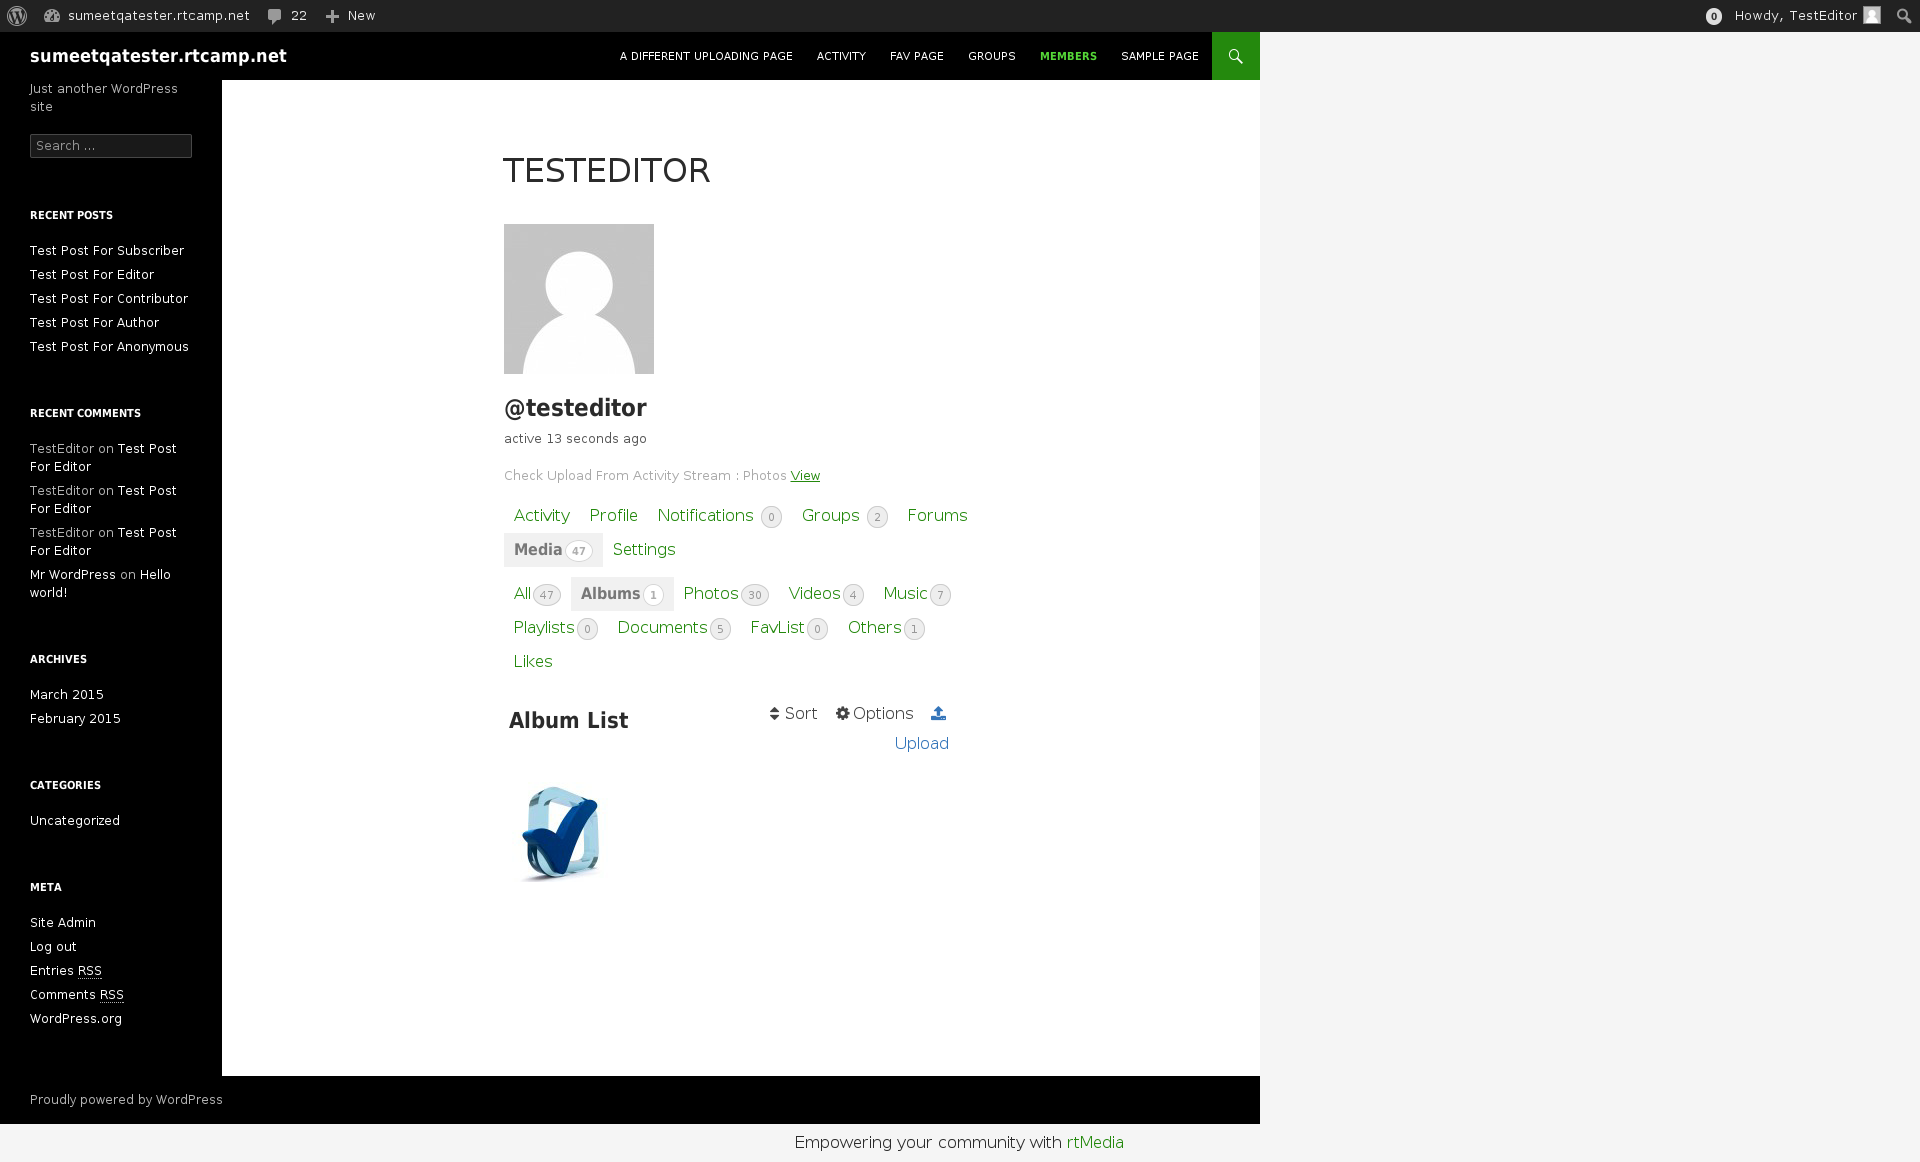 sumeetqatester.rtcamp.net 22 New 0 Howdy, TestEditor
sumeetqatester.rtcamp.net
A DIFFERENT UPLOADING PAGE ACTIVITY FAV PAGE GROUPS MEMBERS SAMPLE PAGE
Just another WordPress
site
Search ...
RECENT POSTS
Test Post For Subscriber
Test Post For Editor
Test Post For Contributor
Test Post For Author
Test Post For Anonymous
RECENT COMMENTS
TestEditor on Test Post
For Editor
TestEditor on Test Post
For Editor
TestEditor on Test Post
For Editor
Mr WordPress on Hello
world!
ARCHIVES
March 2015
February 2015
CATEGORIES
Uncategorized
META
Site Admin
Log out
Entries RSS
Comments RSS
WordPress.org
TESTEDITOR
@testeditor
active 13 seconds ago
Check Upload From Activity Stream : Photos View
Activity Profile Notifications 0 Groups 2 Forums
Media 47 Settings
All 47 Albums 1 Photos 30 Videos 4 Music 7
Playlists 0 Documents 5 FavList 0 Others 1
Likes
Album List
Sort Options
Upload
Proudly powered by WordPress
Empowering your community with rtMedia